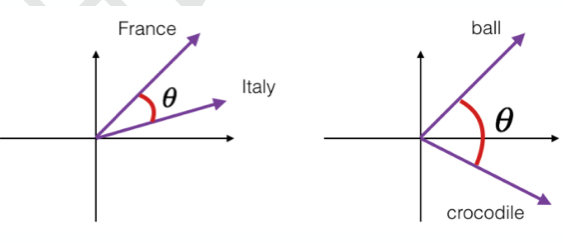 France
θ
Italy
ball
θ
crocodile